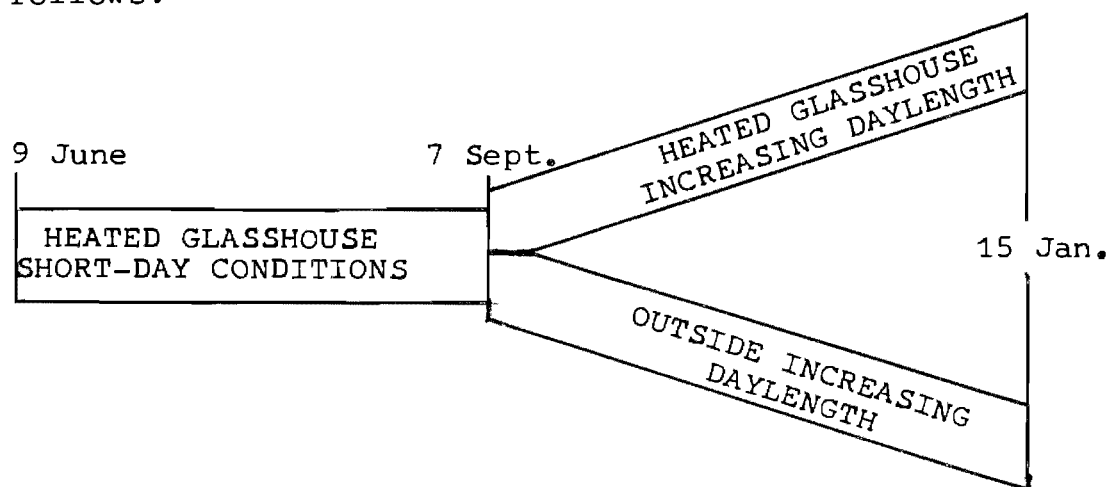 follows:
9 June
7 Sept.
HEATED GLASSHOUSE
SHORT-DAY CONDITIONS
HEATED GLASSHOUSE
INCREASING DAYLENGTH
15 Jan.
OUTSIDE INCREASING
DAYLENGTH